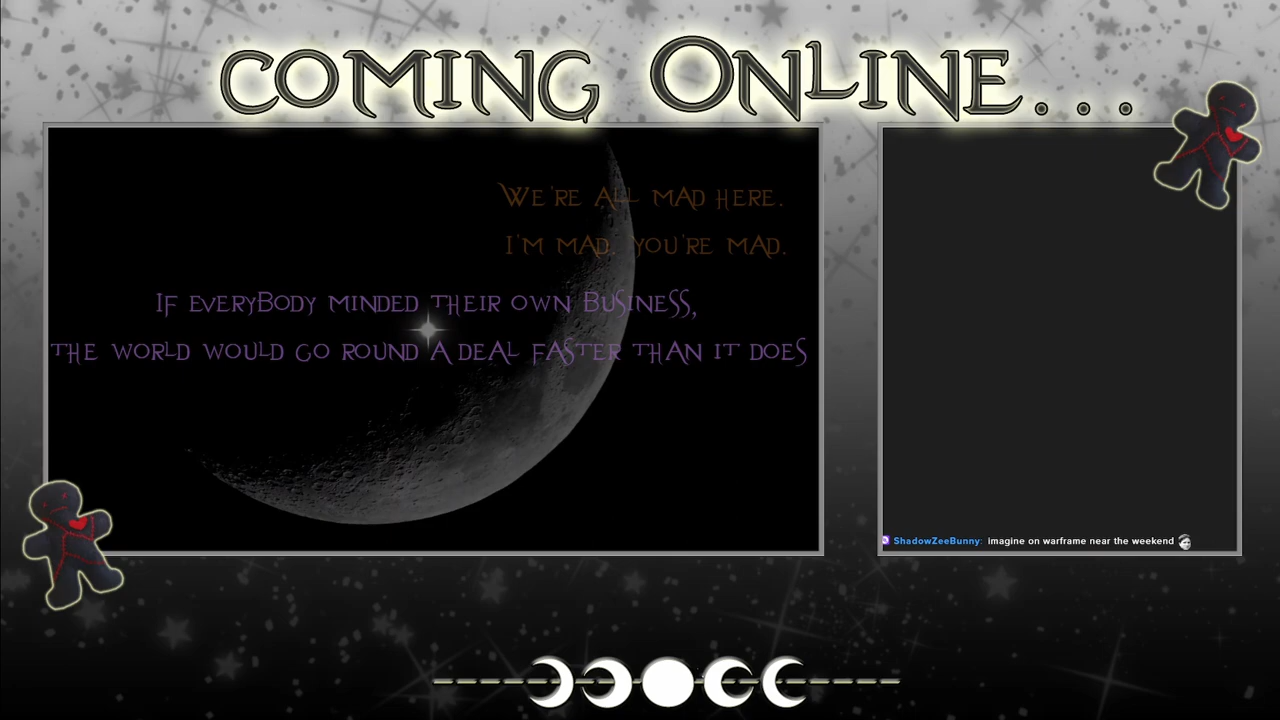 COMING ONLINE...
WE'RE ALL MAD HERE.
I'M MAD. YOU'RE MAD.
IF EVERYBODY MINDED THEIR OWN BUSINESS,
THE WORLD WOULD GO ROUND A DEAL FASTER THAN IT DOES
ShadowZeeBunny: imagine on warframe near the weekend